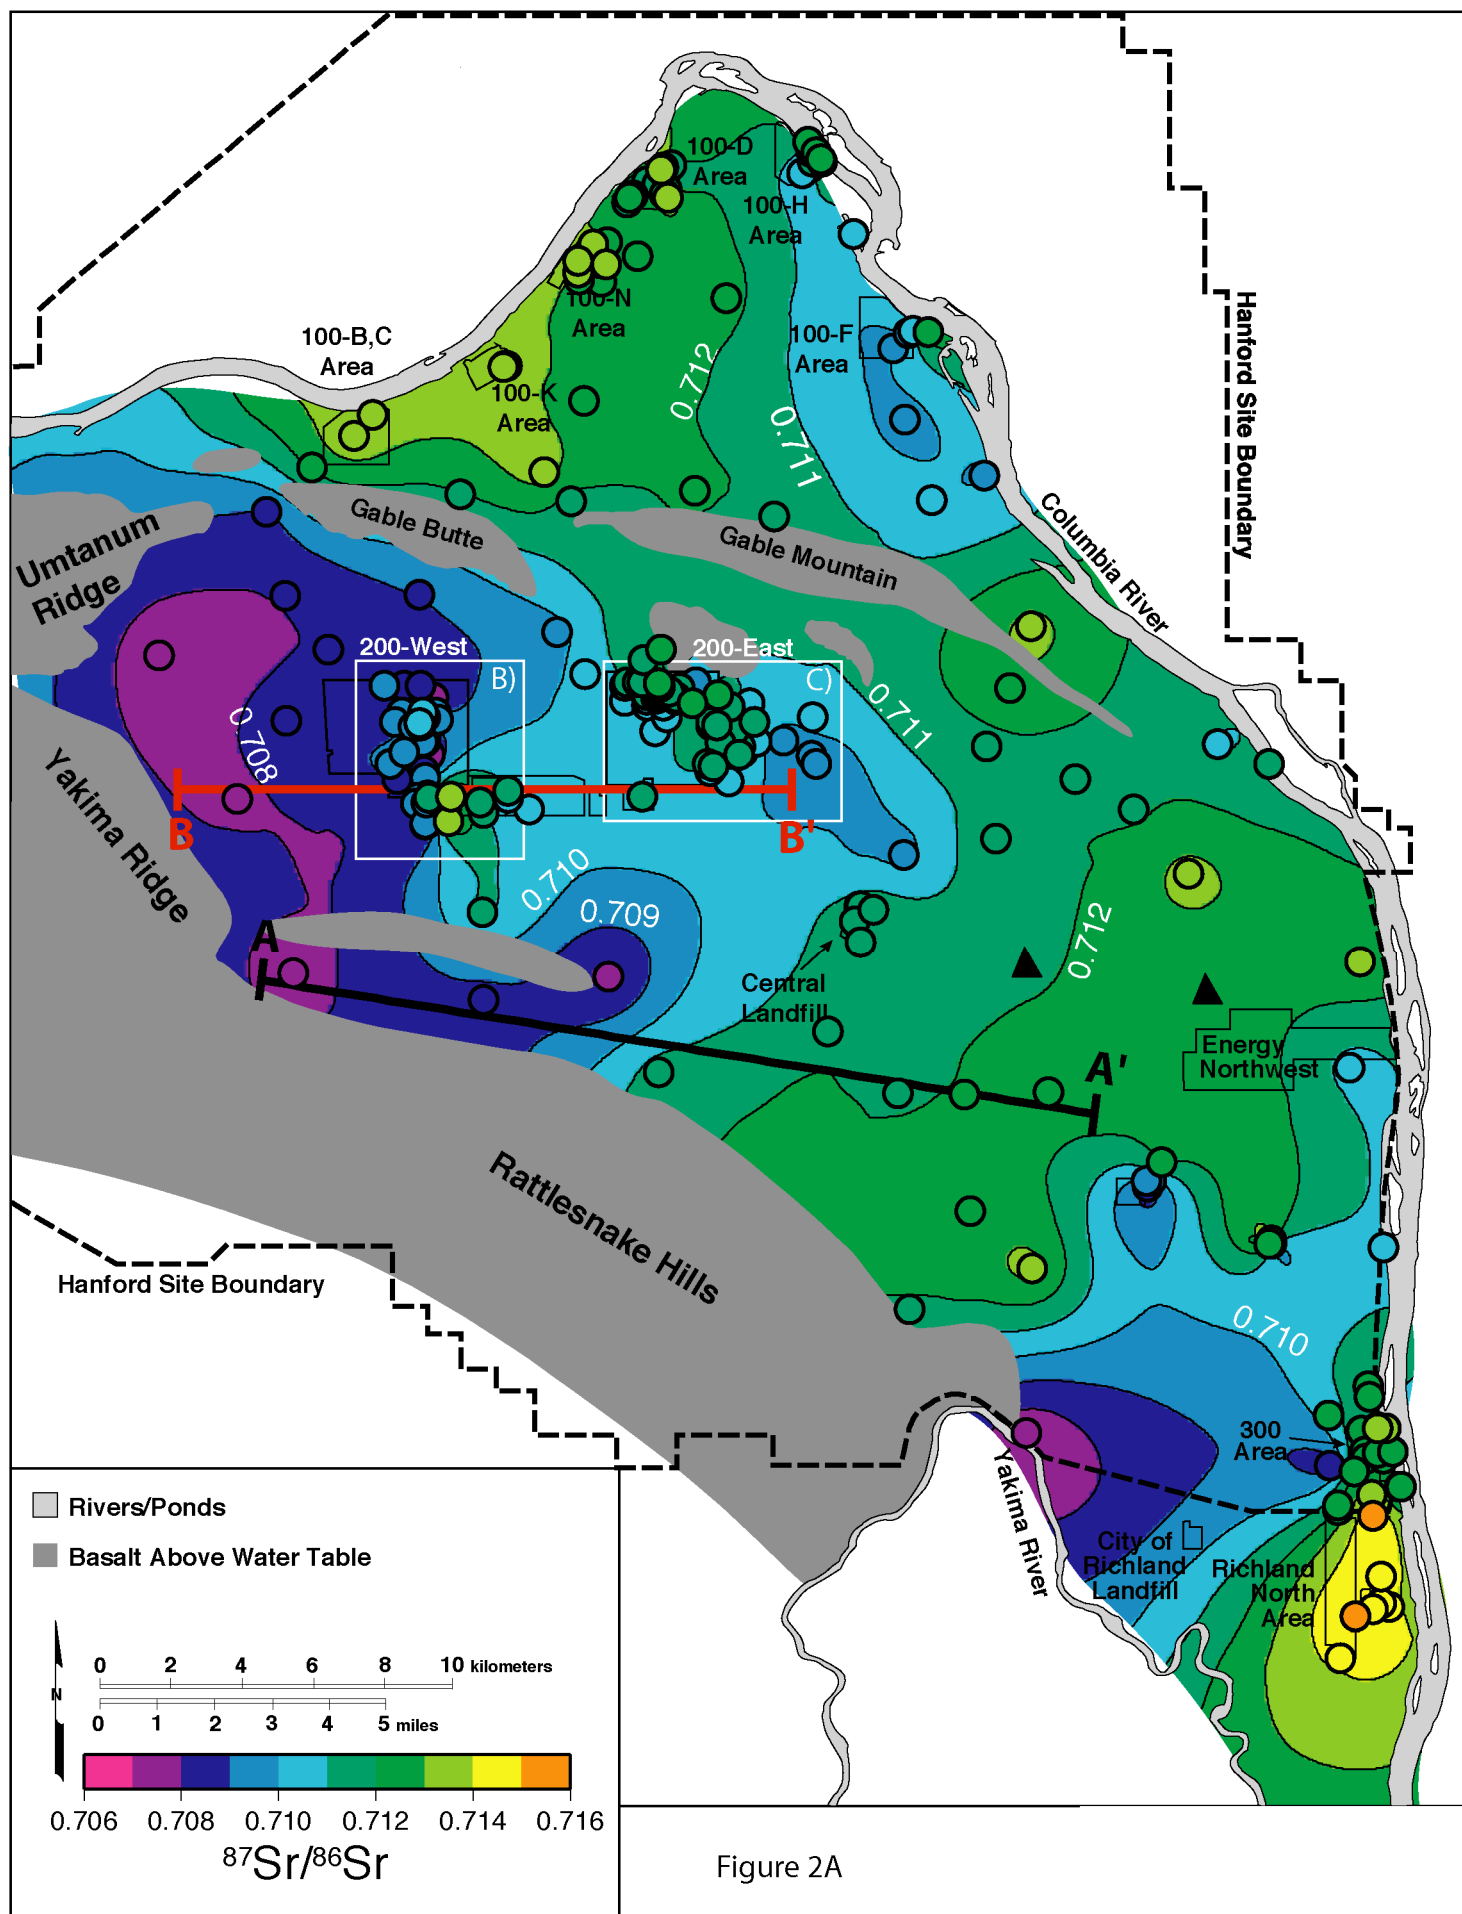 100-D
Area
100-H
Area
100-N
Area
100-B,C
Area
100-F
Area
100-K
Area
0.712
0.711
Hanford Site Boundary
Columbia River
Umtanum
Ridge
Gable Butte
Gable Mountain
200-West
B)
200-East
C)
0.708
0.711
Yakima Ridge
B
B'
0.710
0.709
0.712
A
Central
Landfill
Energy
Northwest
A'
Rattlesnake Hills
Hanford Site Boundary
0.710
300
Area
Yakima River
City of
Richland
Landfill
Richland
North
Area
Rivers/Ponds
Basalt Above Water Table
N
0 2 4 6 8 10 kilometers
0 1 2 3 4 5 miles
0.706 0.708 0.710 0.712 0.714 0.716
⁸⁷Sr/⁸⁶Sr
Figure 2A